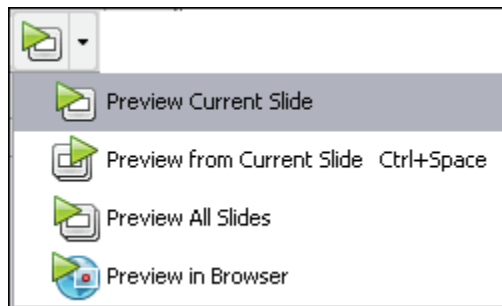 Preview Current Slide
Preview from Current Slide Ctrl+Space
Preview All Slides
Preview in Browser